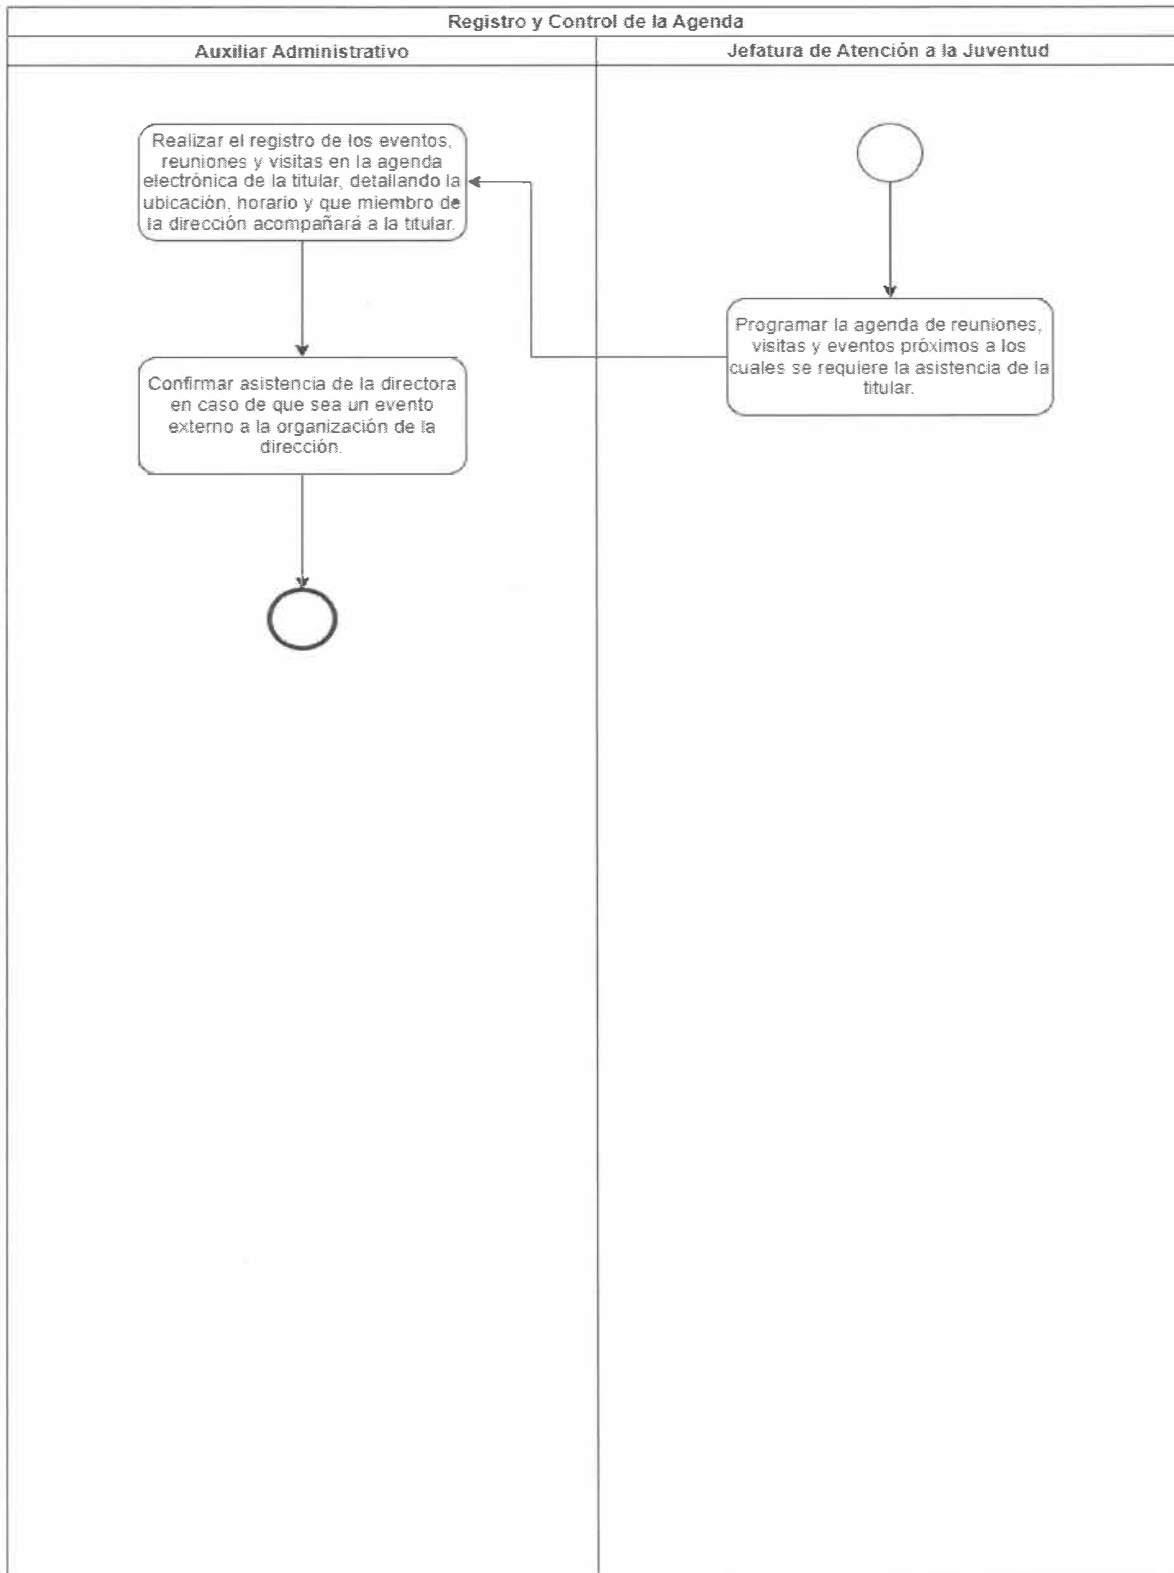 Registro y Control de la Agenda
Auxiliar Administrativo
Jefatura de Atención a la Juventud
Realizar el registro de los eventos,
reuniones y visitas en la agenda
electrónica de la titular, detallando la
ubicación, horario y que miembro de
la dirección acompañará a la titular.
Programar la agenda de reuniones,
visitas y eventos próximos a los
cuales se requiere la asistencia de la
titular.
Confirmar asistencia de la directora
en caso de que sea un evento
externo a la organización de la
dirección.